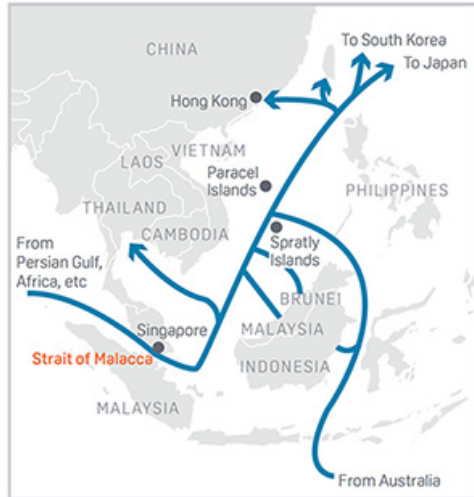 CHINA
To South Korea
To Japan
Hong Kong
VIETNAM
LAOS
Paracel
Islands
PHILIPPINES
THAILAND
CAMBODIA
From
Persian Gulf,
Africa, etc
Spratly
Islands
BRUNEI
Singapore
MALAYSIA
Strait of Malacca
INDONESIA
MALAYSIA
From Australia